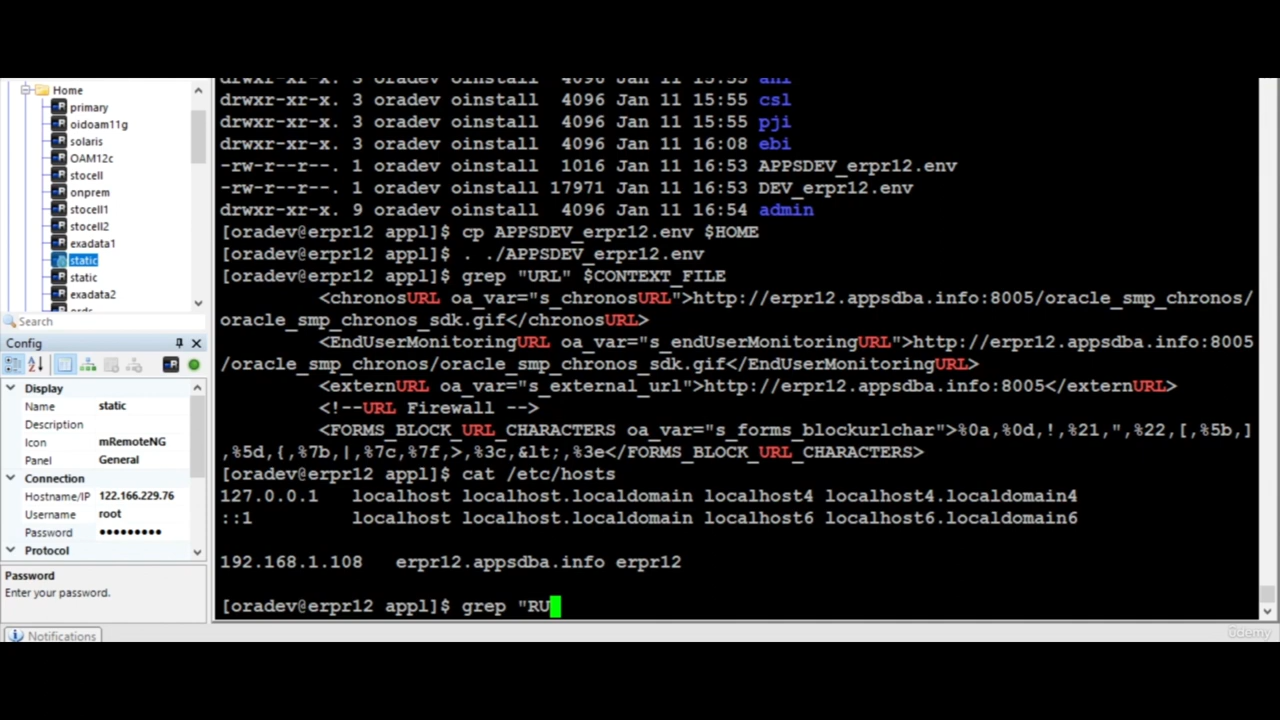 Home
primary
oidoam11g
solaris
OAM12c
stocell
onprem
stocell1
stocell2
exadata1
static
static
exadata2
Search
Config
Display
Name static
Description
Icon mRemoteNG
Panel General
Connection
Hostname/IP 122.166.229.76
Username root
Password ●●●●●●●●●
Protocol
Password
Enter your password.
Notifications
drwxr-xr-x. 3 oradev oinstall 4096 Jan 11 15:55
drwxr-xr-x. 3 oradev oinstall 4096 Jan 11 15:55 csl
drwxr-xr-x. 3 oradev oinstall 4096 Jan 11 15:55 pji
drwxr-xr-x. 3 oradev oinstall 4096 Jan 11 16:08 ebi
-rw-r--r--. 1 oradev oinstall 1016 Jan 11 16:53 APPSDEV_erpr12.env
-rw-r--r--. 1 oradev oinstall 17971 Jan 11 16:53 DEV_erpr12.env
drwxr-xr-x. 9 oradev oinstall 4096 Jan 11 16:54 admin
[oradev@erpr12 appl]$ cp APPSDEV_erpr12.env $HOME
[oradev@erpr12 appl]$ . ./APPSDEV_erpr12.env
[oradev@erpr12 appl]$ grep "URL" $CONTEXT_FILE
<chronosURL oa_var="s_chronosURL">http://erpr12.appsdba.info:8005/oracle_smp_chronos/
oracle_smp_chronos_sdk.gif</chronosURL>
<EndUserMonitoringURL oa_var="s_endUserMonitoringURL">http://erpr12.appsdba.info:8005
/oracle_smp_chronos/oacle_smp_chronos_sdk.gif</EndUserMonitoringURL>
<externURL oa_var="s_external_url">http://erpr12.appsdba.info:8005</externURL>
<!--URL Firewall -->
<FORMS_BLOCK_URL_CHARACTERS oa_var="s_forms_blockurlchar">%0a,%0d,!,%21,",%22,[,%5b,]
,%5d,{,%7b,|,%7c,%7f,>,%3c,&lt;,%3e</FORMS_BLOCK_URL_CHARACTERS>
[oradev@erpr12 appl]$ cat /etc/hosts
127.0.0.1 localhost localhost.localdomain localhost4 localhost4.localdomain4
::1 localhost localhost.localdomain localhost6 localhost6.localdomain6
192.168.1.108 erpr12.appsdba.info erpr12
[oradev@erpr12 appl]$ grep "RU
ûdemy